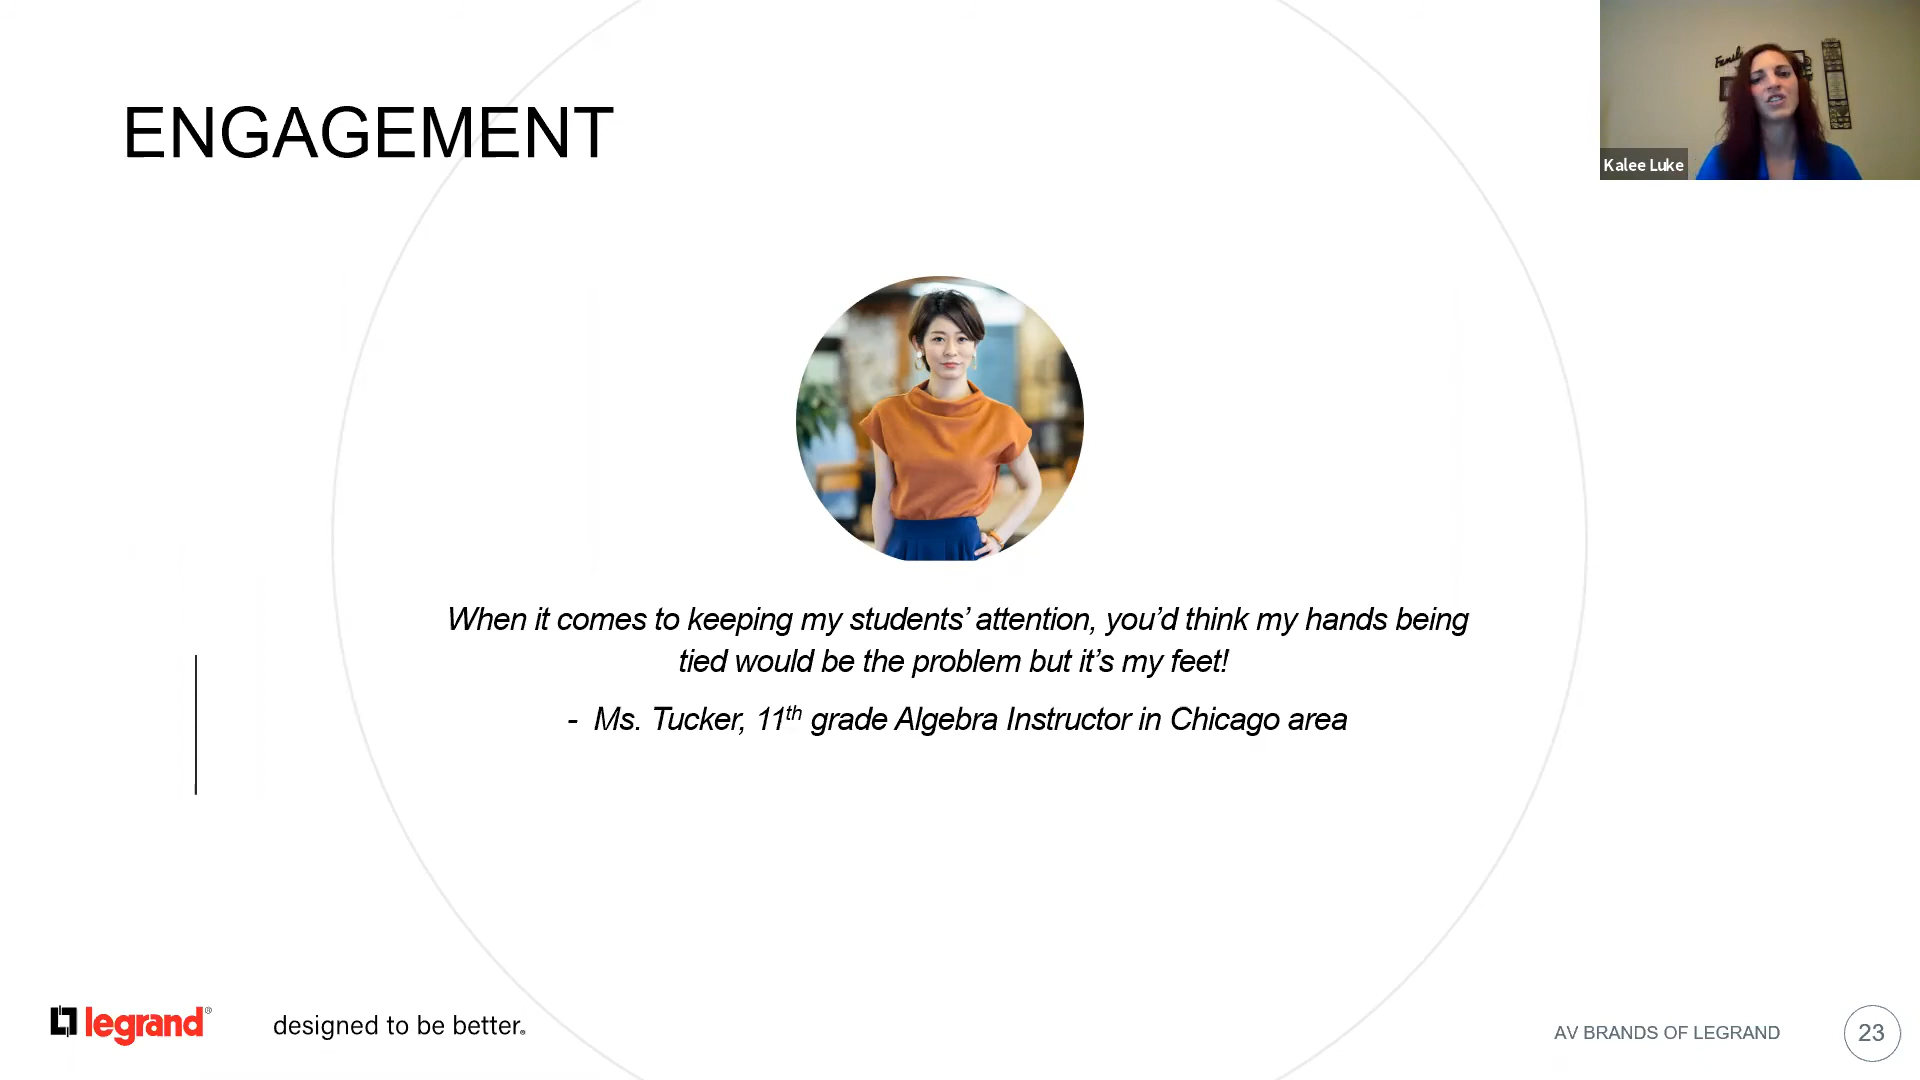 ENGAGEMENT
Family
Kalee Luke
When it comes to keeping my students’ attention, you’d think my hands being
tied would be the problem but it’s my feet!
- Ms. Tucker, 11th grade Algebra Instructor in Chicago area
legrand®
designed to be better.®
AV BRANDS OF LEGRAND
23